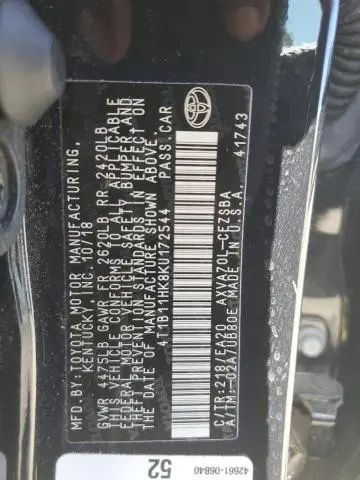 MFD.BY:TOYOTA MOTOR MANUFACTURING,
KENTUCKY, INC. 10/18
GVWR 4475LB GAWR FR 2620LB RR 2420LB
THIS VEHICLE CONFORMS TO ALL APPLICABLE
FEDERAL MOTOR VEHICLE SAFETY, BUMPER, AND
THEFT PREVENTION STANDARDS IN EFFECT ON
THE DATE OF MANUFACTURE SHOWN ABOVE.
4T1B11HK8KU172544 PASS.CAR
C/TR:218/EA20 AXVA70L-CEZSBA
A/TM:-02A/UB80E MADE IN U.S.A. 41743
52
42661-06B40